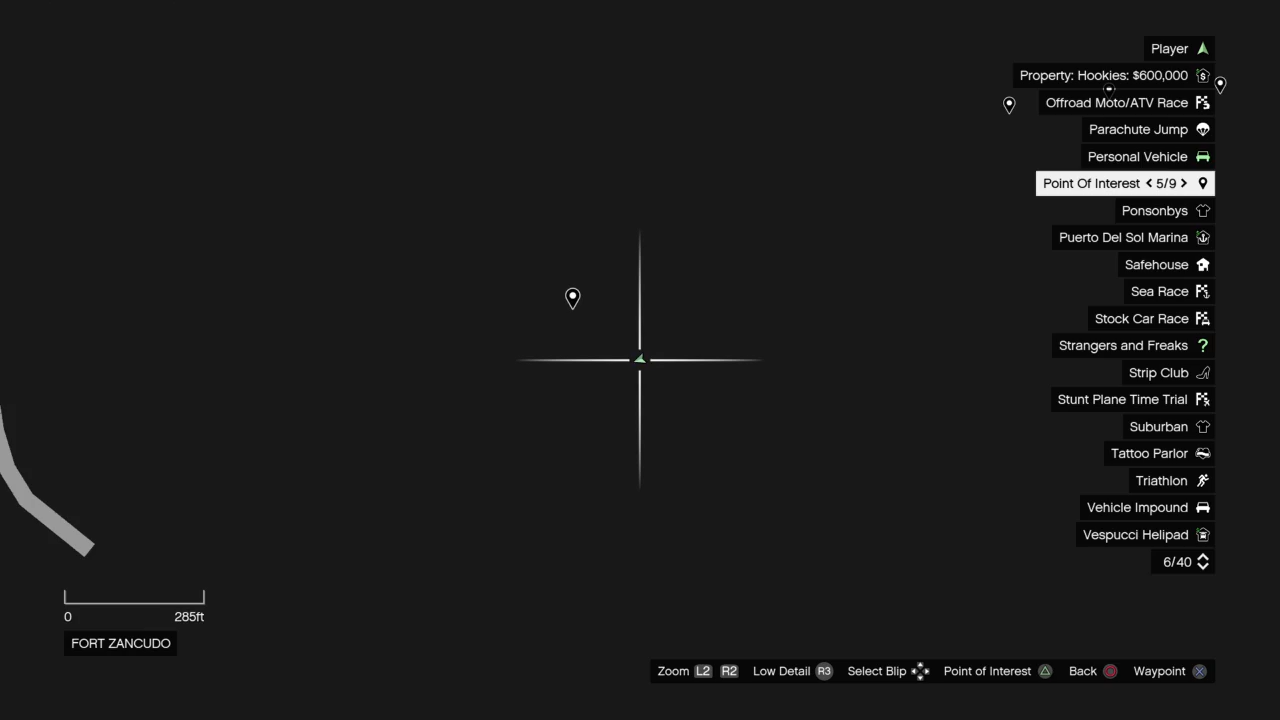 Player
Property: Hookies: $600,000
Offroad Moto/ATV Race
Parachute Jump
Personal Vehicle
Point Of Interest < 5/9 >
Ponsonbys
Puerto Del Sol Marina
Safehouse
Sea Race
Stock Car Race
Strangers and Freaks ?
Strip Club
Stunt Plane Time Trial
Suburban
Tattoo Parlor
Triathlon
Vehicle Impound
Vespucci Helipad
6/40
0 285ft
FORT ZANCUDO
Zoom L2 R2 Low Detail R3 Select Blip Point of Interest Back Waypoint